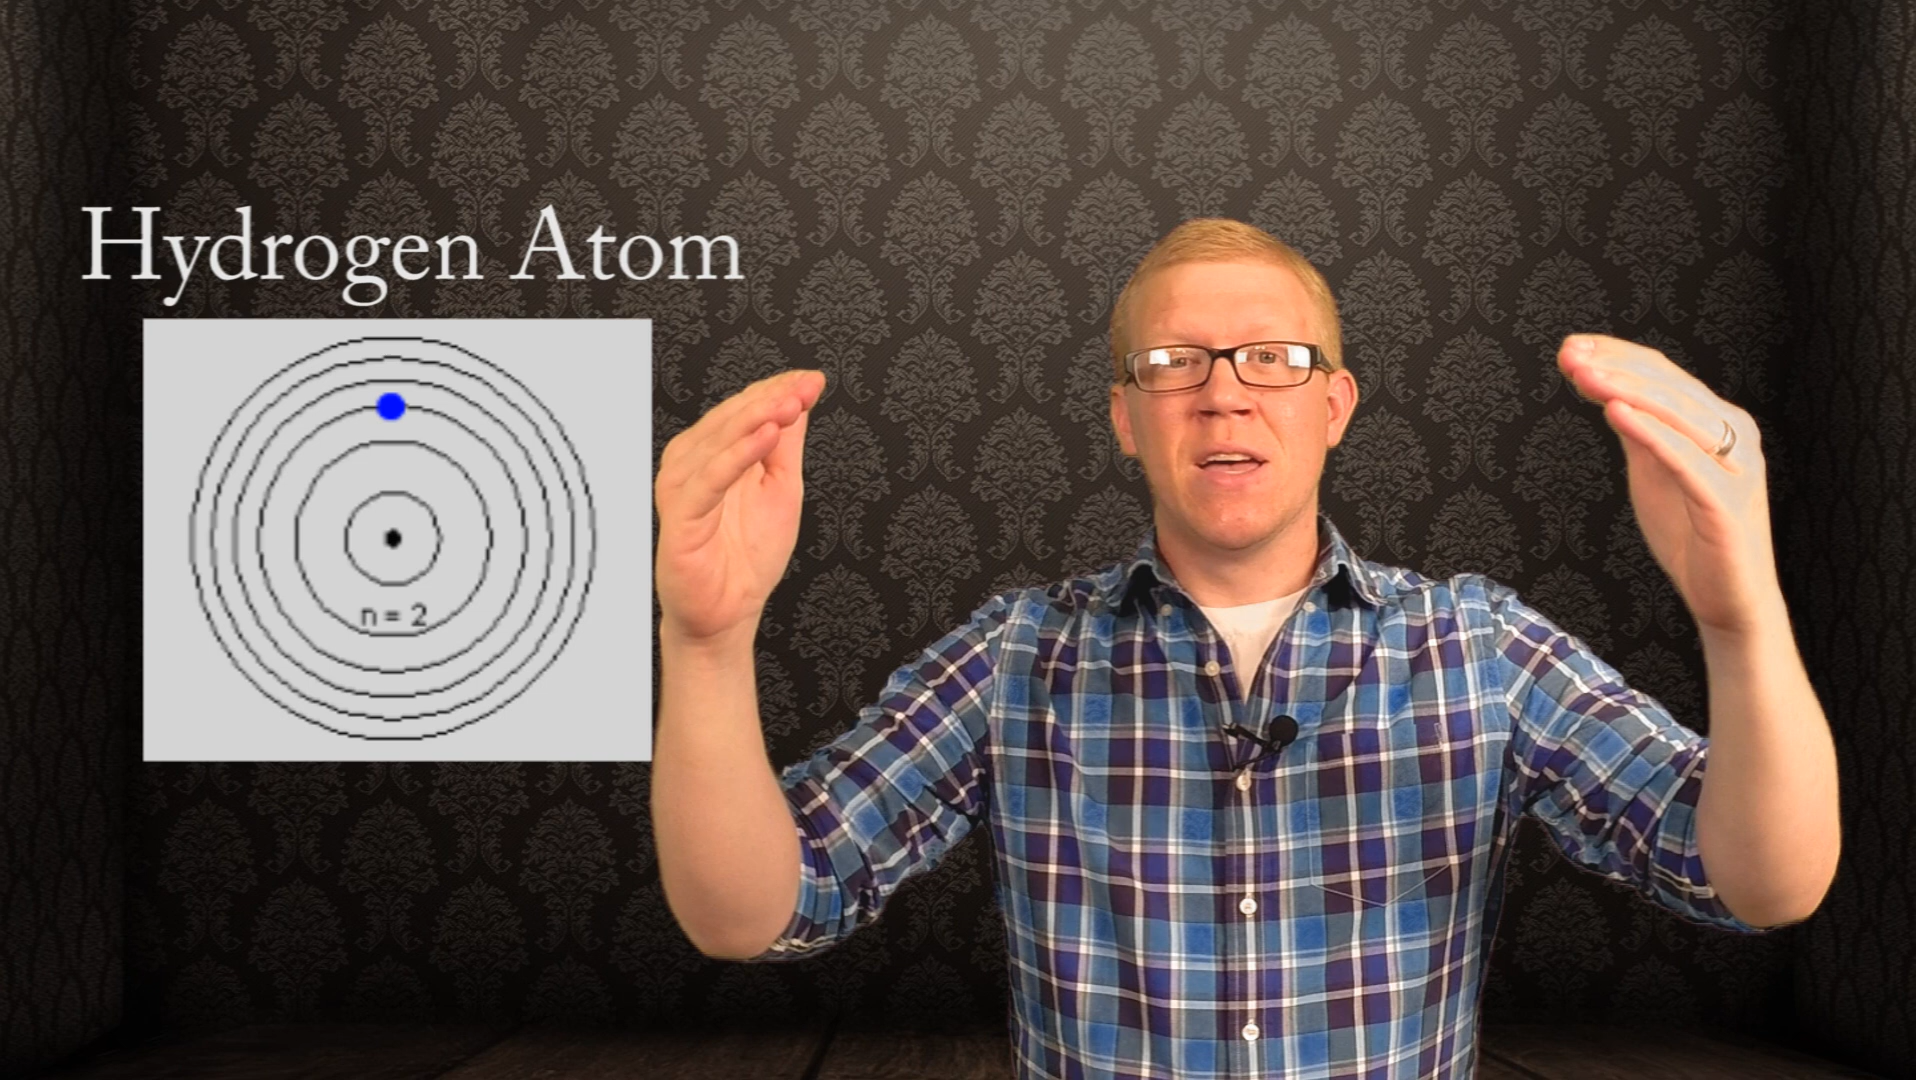 Hydrogen Atom
n = 2